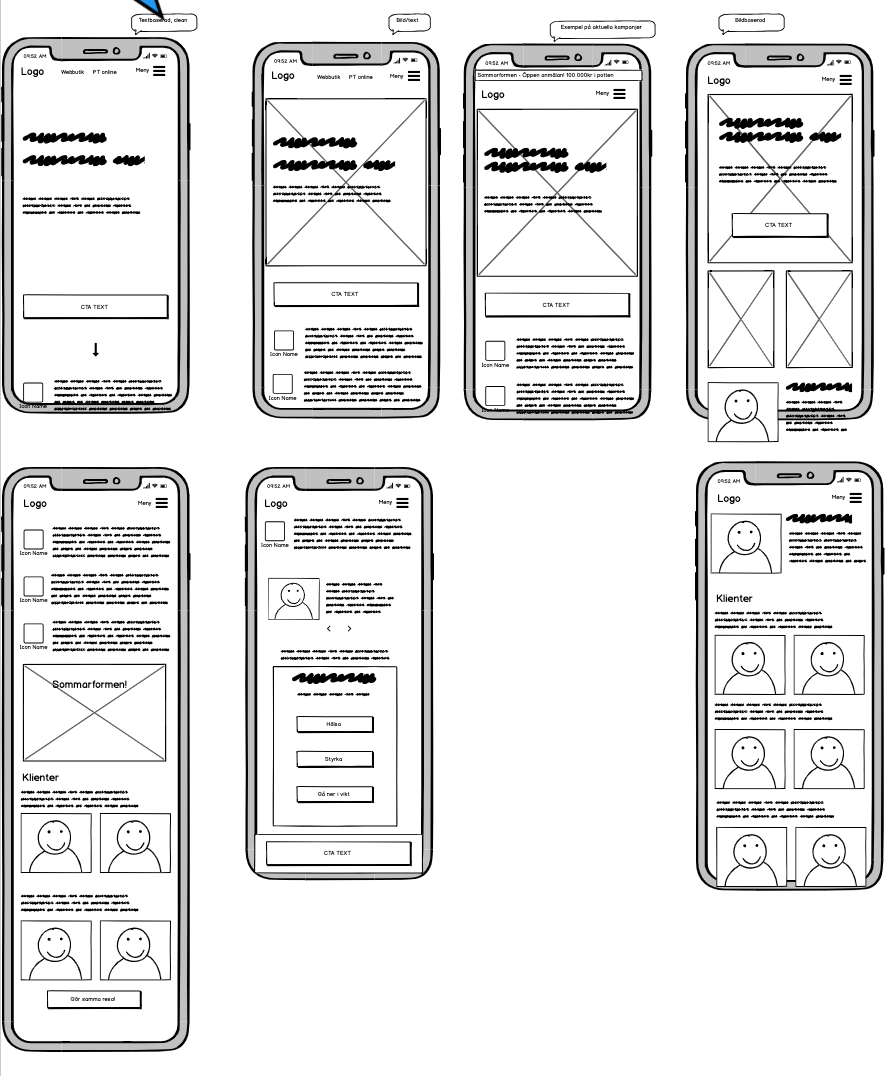 Textbaserad, clean
Bild/text
Exempel på aktuella kampanjer
Bildbaserad
09:52 AM
Logo
Webbutik
PT online
Meny
CTA TEXT
Icon Name
09:52 AM
Logo
Webbutik
PT online
Meny
CTA TEXT
Icon Name
Icon Name
09:52 AM
Sommarformen - Öppen anmälan! 100 000kr i potten
Logo
Meny
CTA TEXT
Icon Name
Icon Name
09:52 AM
Logo
Meny
CTA TEXT
09:52 AM
Logo
Meny
Icon Name
Icon Name
Icon Name
Sommarformen!
Klienter
Gör samma resa!
09:52 AM
Logo
Meny
Icon Name
Hälsa
Styrka
Gå ner i vikt
CTA TEXT
09:52 AM
Logo
Meny
Klienter